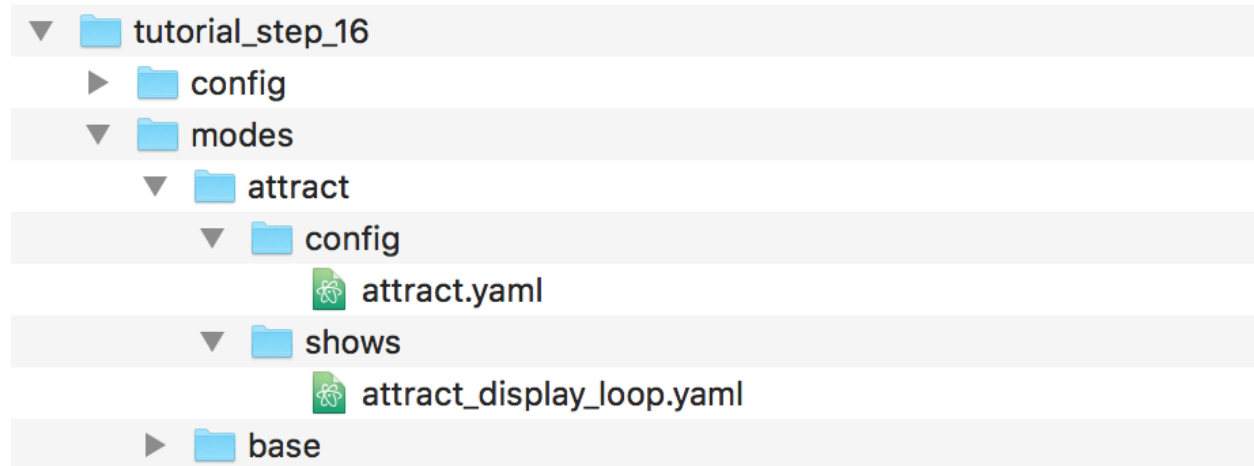 tutorial_step_16
config
modes
attract
config
attract.yaml
shows
attract_display_loop.yaml
base